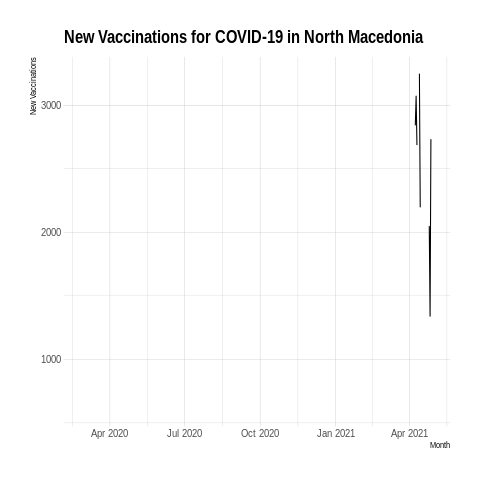 New Vaccinations for COVID-19 in North Macedonia
New Vaccinations
3000
2000
1000
Apr 2020
Jul 2020
Oct 2020
Jan 2021
Apr 2021
Month